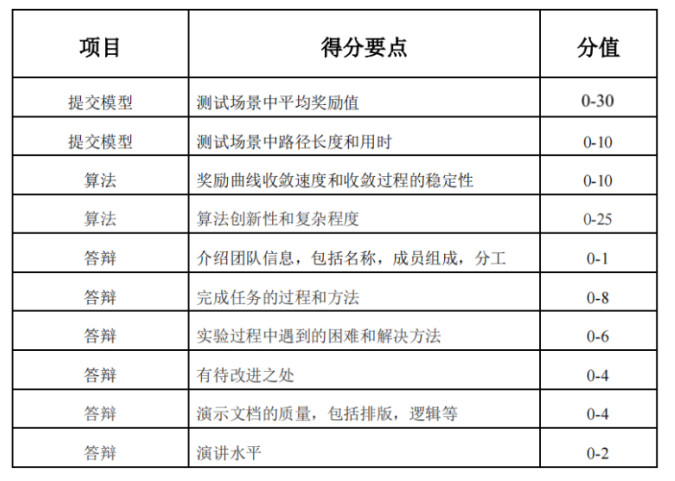 项目 得分要点 分值
提交模型 测试场景中平均奖励值 0-30
提交模型 测试场景中路径长度和用时 0-10
算法 奖励曲线收敛速度和收敛过程的稳定性 0-10
算法 算法创新性和复杂程度 0-25
答辩 介绍团队信息，包括名称，成员组成，分工 0-1
答辩 完成任务的过程和方法 0-8
答辩 实验过程中遇到的困难和解决方法 0-6
答辩 有待改进之处 0-4
答辩 演示文档的质量，包括排版，逻辑等 0-4
答辩 演讲水平 0-2